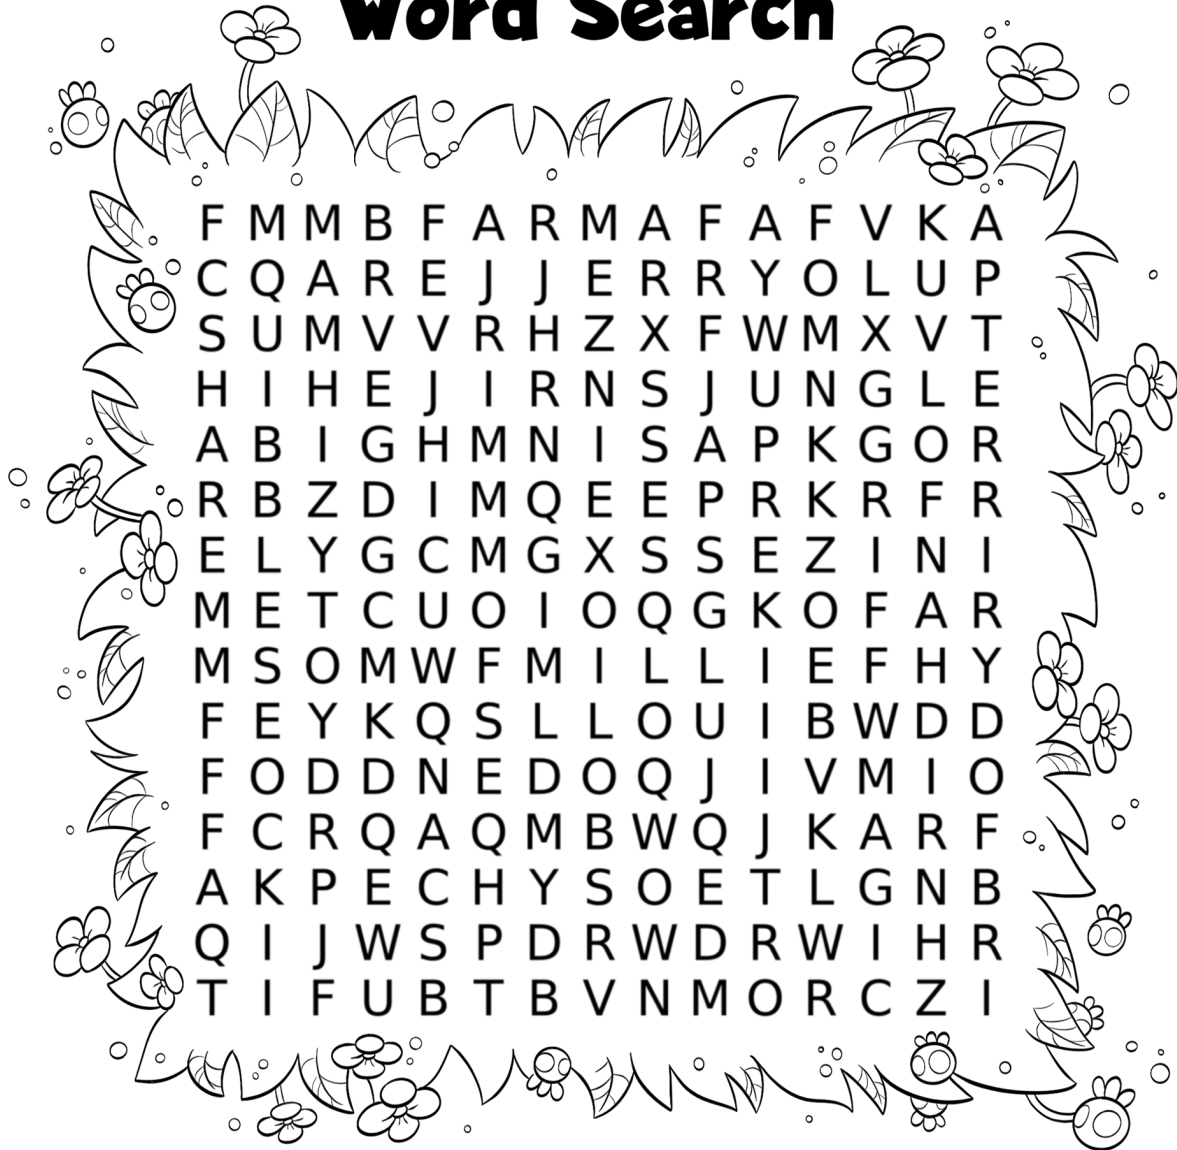 Word Search
F M M B F A R M A F A F V K A
C Q A R E J J E R R Y O L U P
S U M V V R H Z X F W M X V T
H I H E J I R N S J U N G L E
A B I G H M N I S A P K G O R
R B Z D I M Q E E P R K R F R
E L Y G C M G X S S E Z I N I
M E T C U O I O Q G K O F A R
M S O M W F M I L L I E F H Y
F E Y K Q S L L O U I B W D D
F O D D N E D O Q J I V M I O
F C R Q A Q M B W Q J K A R F
A K P E C H Y S O E T L G N B
Q I J W S P D R W D R W I H R
T I F U B T B V N M O R C Z I